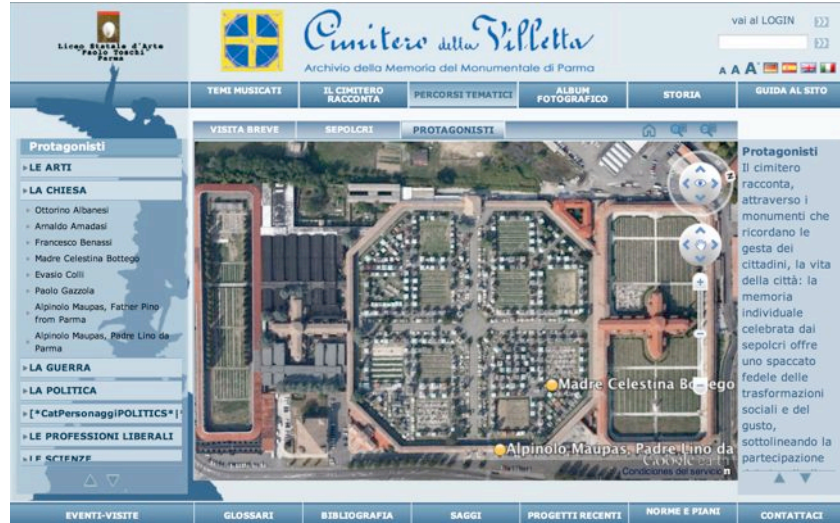 Liceo Statale d'Arte
"Paolo Toschi"
Parma
Cimitero della Villetta
Archivio della Memoria del Monumentale di Parma
vai al LOGIN
A A A+
TEMI MUSICATI
IL CIMITERO
RACCONTA
PERCORSI TEMATICI
ALBUM
FOTOGRAFICO
STORIA
GUIDA AL SITO
VISITA BREVE
SEPOLCRI
PROTAGONISTI
Protagonisti
LE ARTI
LA CHIESA
Ottorino Albanesi
Arnaldo Amadasi
Francesco Benassi
Madre Celestina Bottego
Evasio Colli
Paolo Gazzola
Alpinolo Maupas, Father Pino
from Parma
Alpinolo Maupas, Padre Lino da
Parma
LA GUERRA
LA POLITICA
[*CatPersonaggiPOLITICS*|*
LE PROFESSIONI LIBERALI
LE SCIENZE
N
Madre Celestina Bottego
Alpinolo Maupas, Padre Lino da
Google
Condizioni del servizio
Protagonisti
Il cimitero
racconta,
attraverso i
monumenti che
ricordano le
gesta dei
cittadini, la vita
della città: la
memoria
individuale
celebrata dai
sepolcri offre
uno spaccato
fedele delle
trasformazioni
sociali e del
gusto,
sottolineando la
partecipazione
EVENTI-VISITE
GLOSSARI
BIBLIOGRAFIA
SAGGI
PROGETTI RECENTI
NORME E PIANI
CONTATTACI